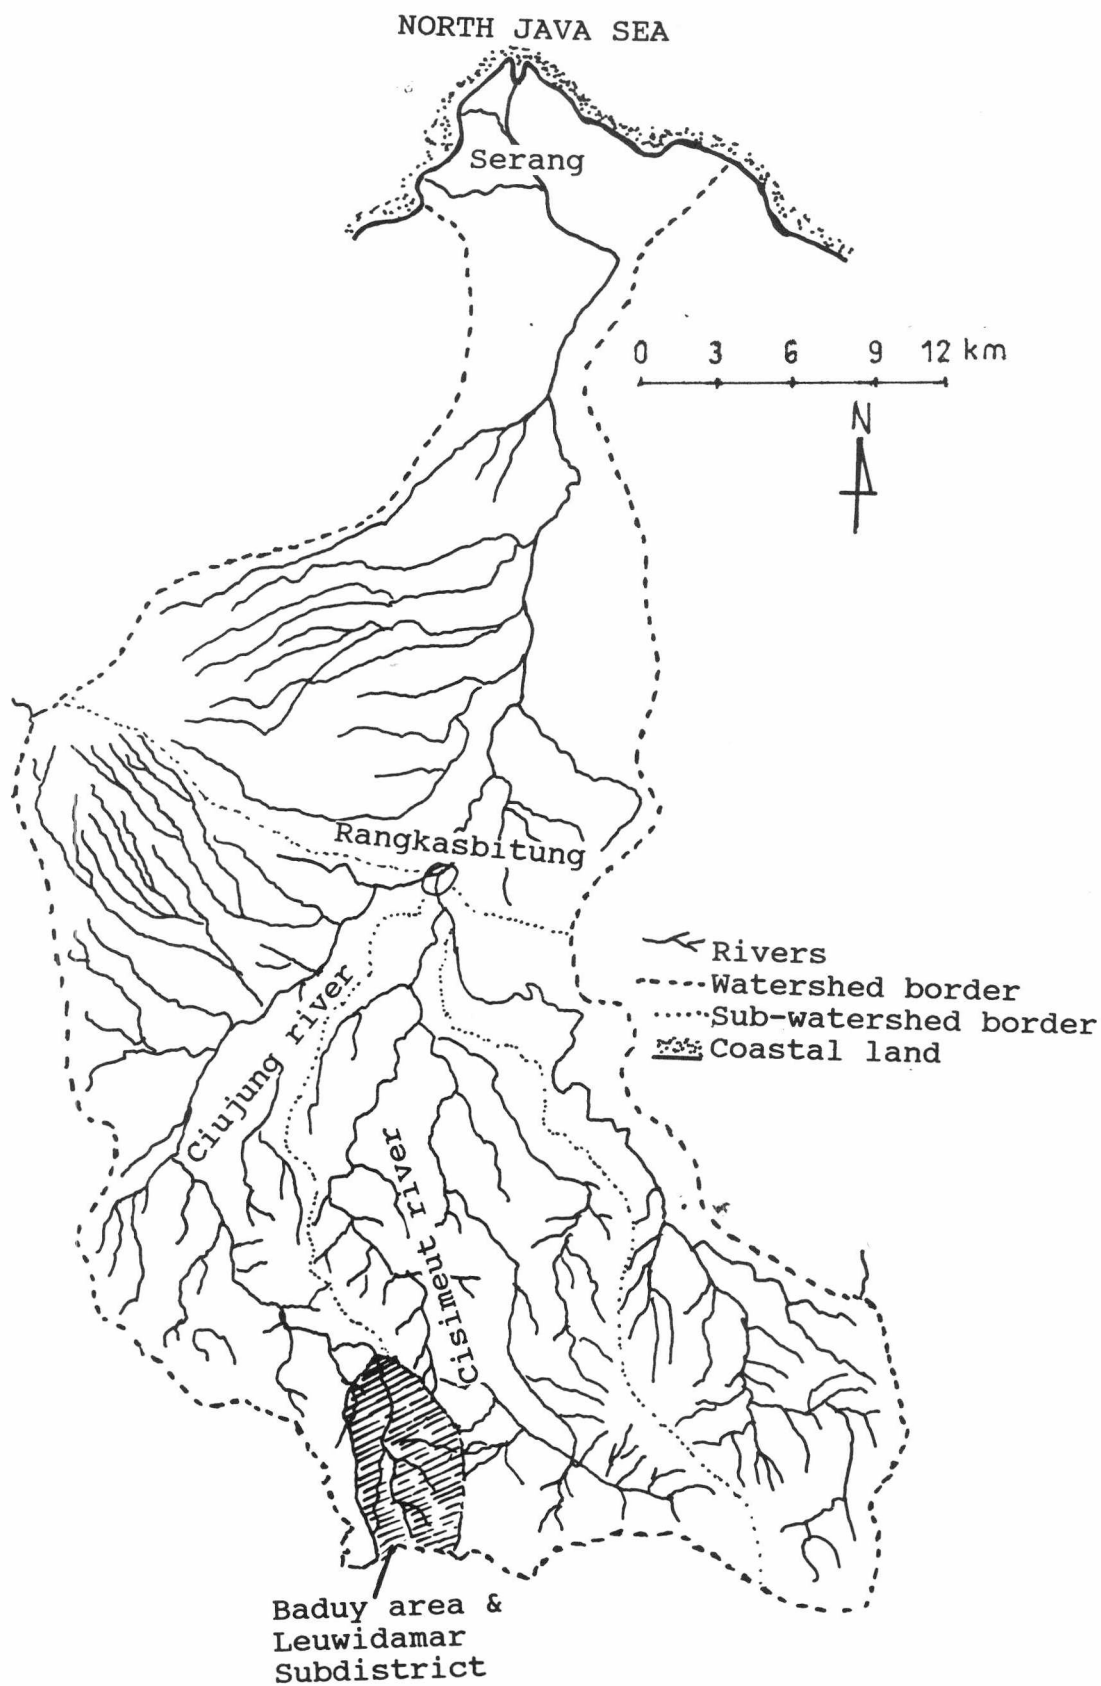 NORTH JAVA SEA
Serang
0 3 6 9 12 km
N
Rangkasbitung
Rivers
Watershed border
Sub-watershed border
Coastal land
Ciujung river
Cisimeut river
Baduy area &
Leuwidamar
Subdistrict